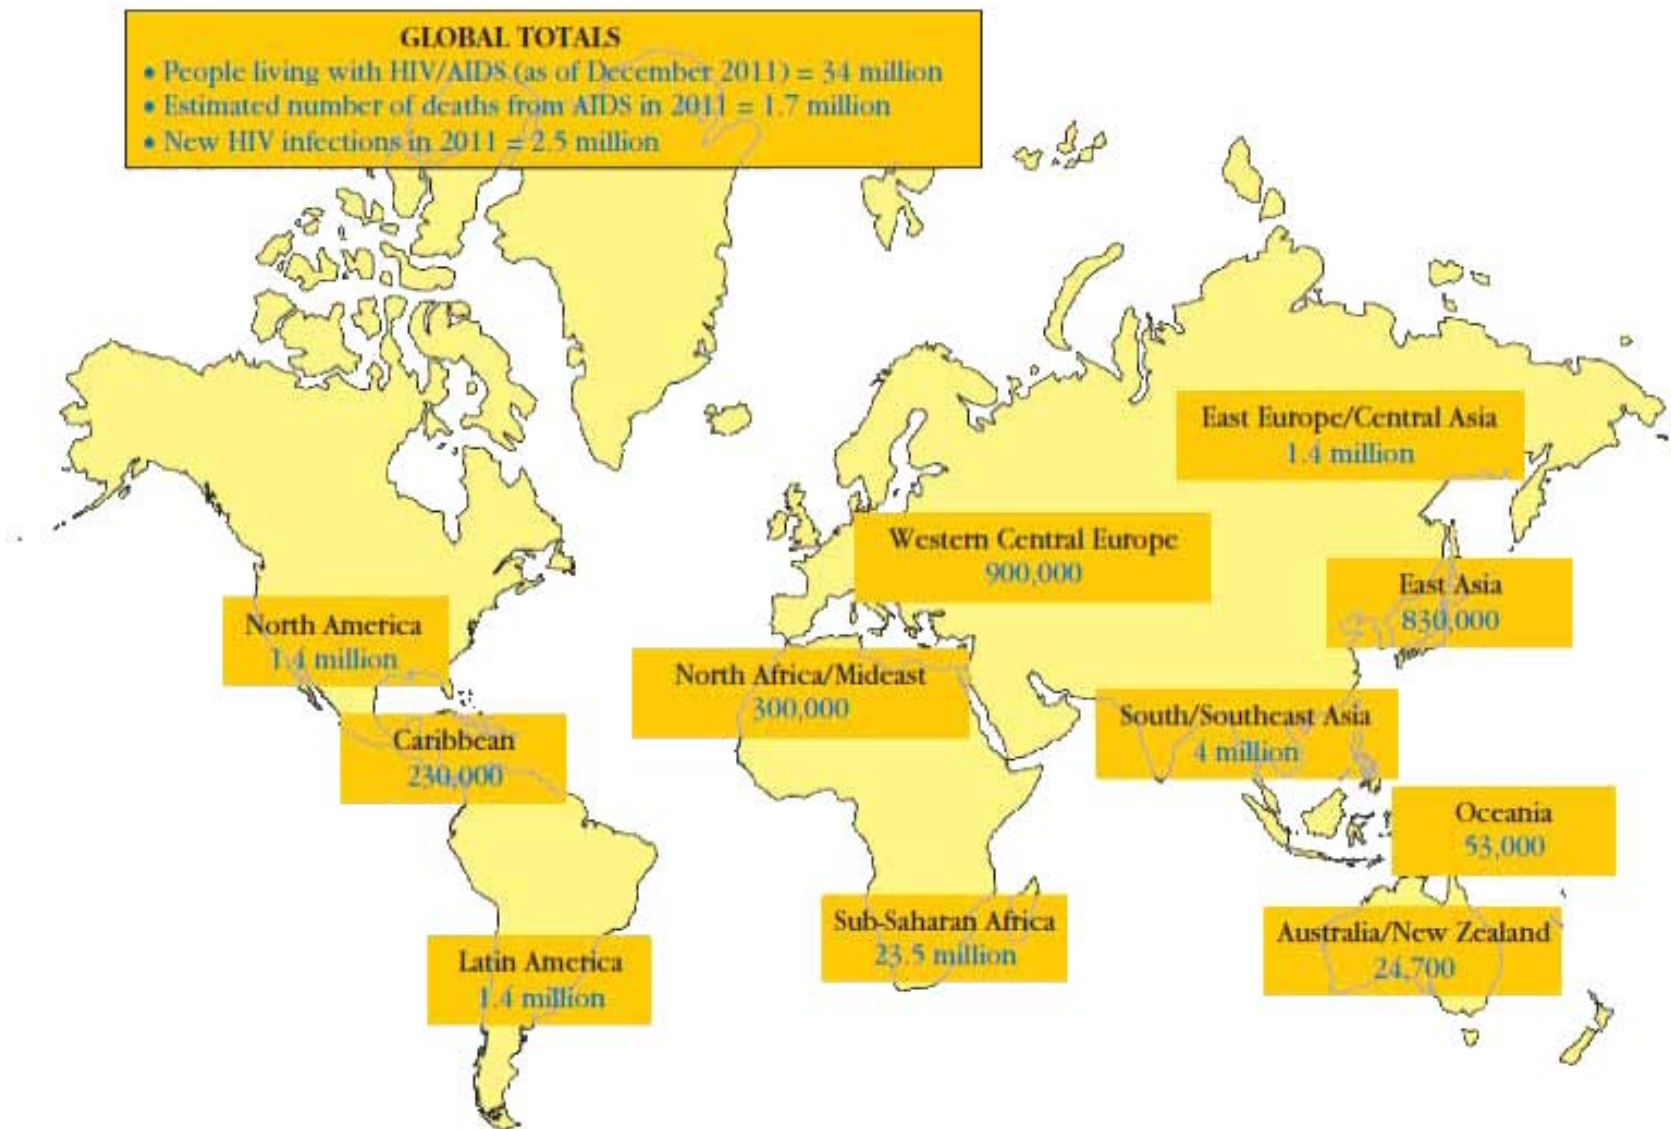 GLOBAL TOTALS
• People living with HIV/AIDS (as of December 2011) = 34 million
• Estimated number of deaths from AIDS in 2011 = 1.7 million
• New HIV infections in 2011 = 2.5 million
East Europe/Central Asia
1.4 million
Western Central Europe
900,000
East Asia
830,000
North America
1.4 million
North Africa/Mideast
300,000
South/Southeast Asia
4 million
Caribbean
230,000
Oceania
53,000
Sub-Saharan Africa
23.5 million
Australia/New Zealand
24,700
Latin America
1.4 million